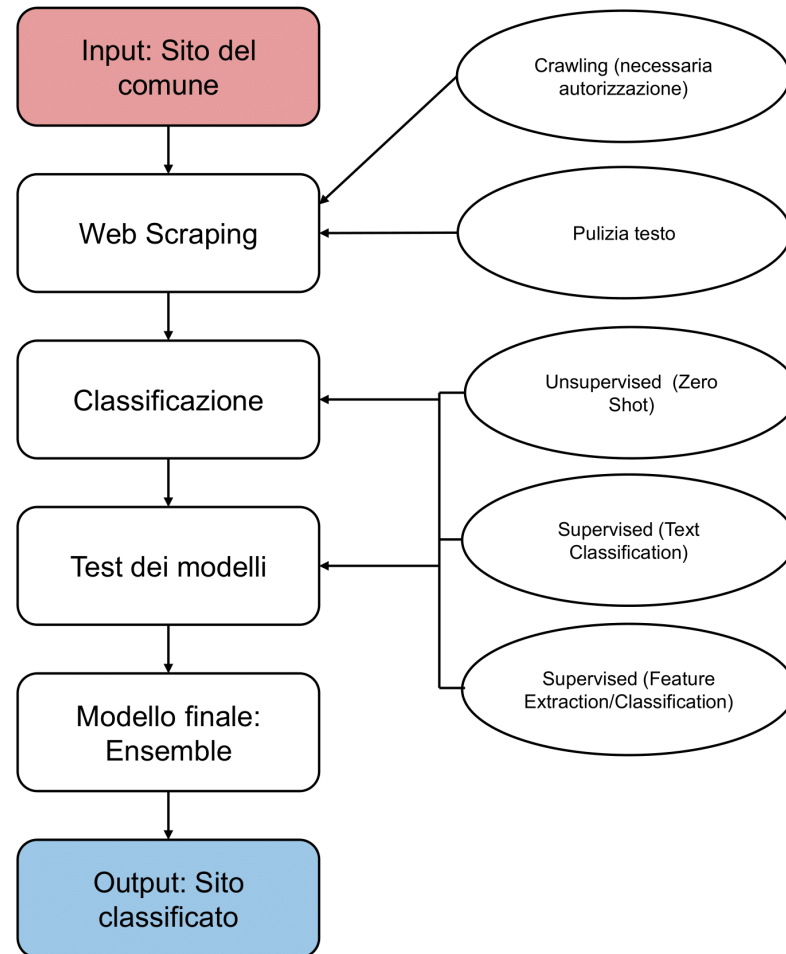 Input: Sito del
comune
Crawling (necessaria
autorizzazione)
Web Scraping
Pulizia testo
Classificazione
Unsupervised  (Zero
Shot)
Test dei modelli
Supervised (Text
Classification)
Modello finale:
Ensemble
Supervised (Feature
Extraction/Classification)
Output: Sito
classificato